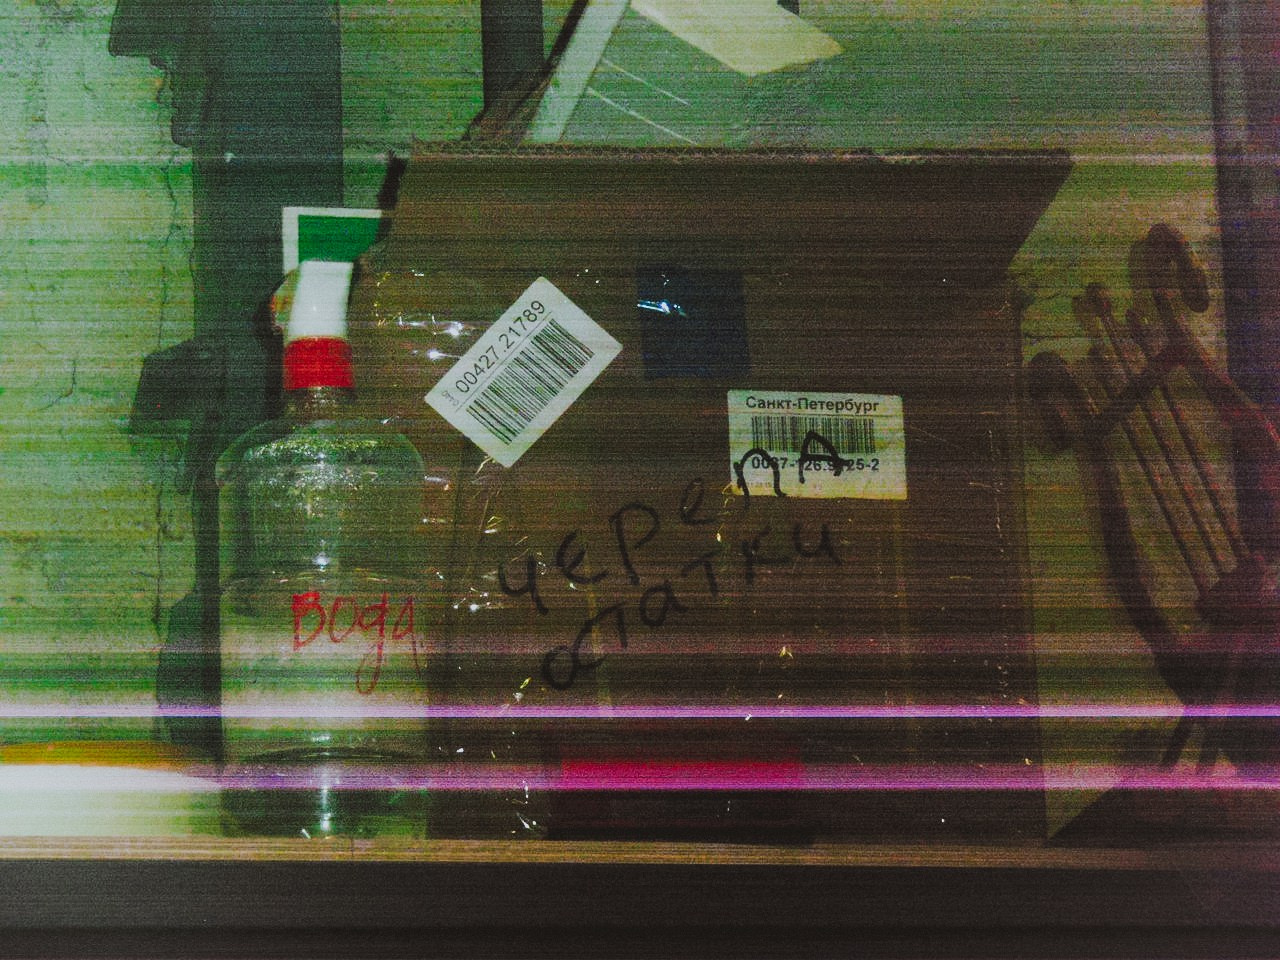 00427.21789
Санкт-Петербург
ЧЕРеПА
остатки
Вода